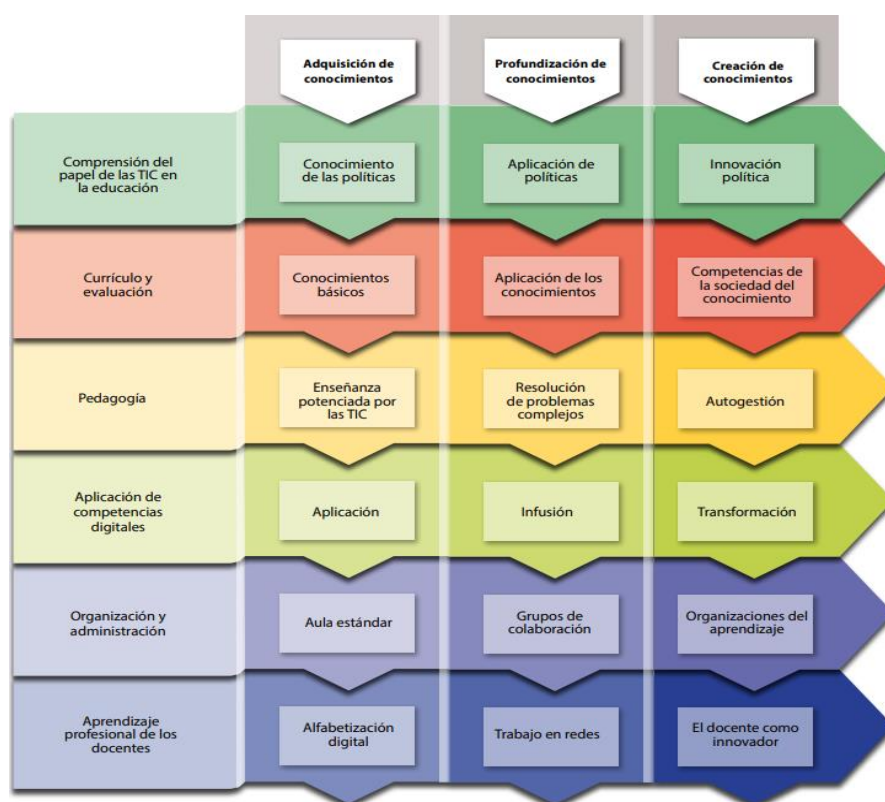 Adquisición de
conocimientos
Profundización de
conocimientos
Creación de
conocimientos
Comprensión del
papel de las TIC en
la educación
Conocimiento
de las políticas
Aplicación de
políticas
Innovación
política
Currículo y
evaluación
Conocimientos
básicos
Aplicación de los
conocimientos
Competencias de
la sociedad del
conocimiento
Pedagogía
Enseñanza
potenciada por
las TIC
Resolución
de problemas
complejos
Autogestión
Aplicación de
competencias
digitales
Aplicación
Infusión
Transformación
Organización y
administración
Aula estándar
Grupos de
colaboración
Organizaciones del
aprendizaje
Aprendizaje
profesional de los
docentes
Alfabetización
digital
Trabajo en redes
El docente como
innovador